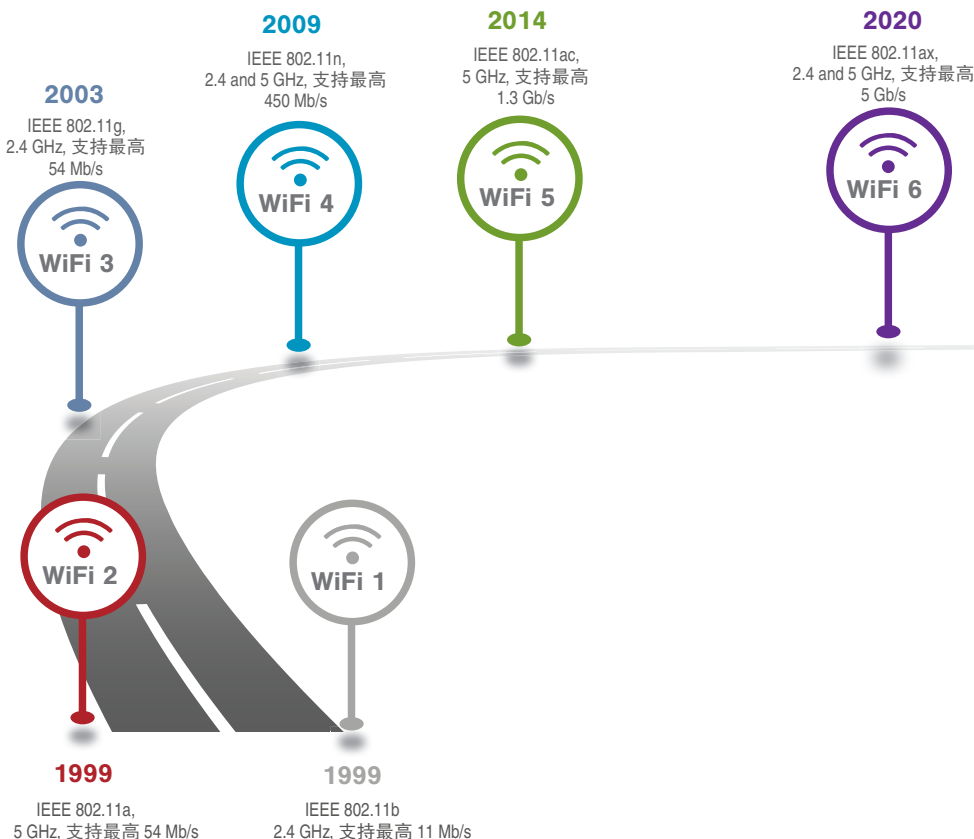 2003
IEEE 802.11g,
2.4 GHz, 支持最高
54 Mb/s
WiFi 3
2009
IEEE 802.11n,
2.4 and 5 GHz, 支持最高
450 Mb/s
WiFi 4
2014
IEEE 802.11ac,
5 GHz, 支持最高
1.3 Gb/s
WiFi 5
2020
IEEE 802.11ax,
2.4 and 5 GHz, 支持最高
5 Gb/s
WiFi 6
WiFi 2
1999
IEEE 802.11a,
5 GHz, 支持最高 54 Mb/s
WiFi 1
1999
IEEE 802.11b
2.4 GHz, 支持最高 11 Mb/s